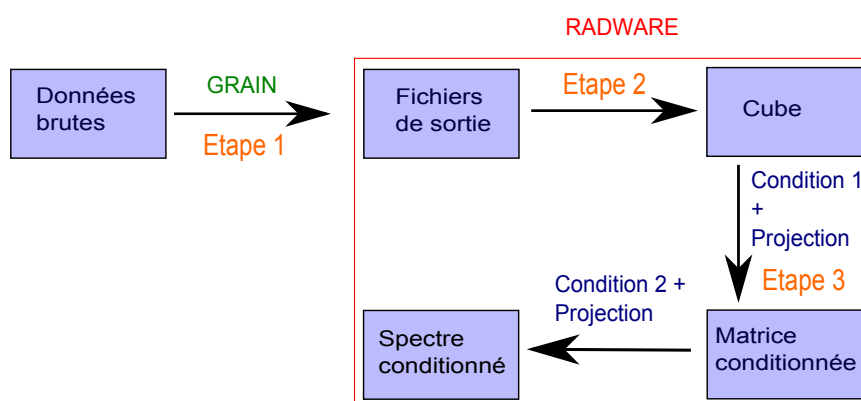 RADWARE
Données
brutes
GRAIN
Etape 1
Fichiers
de sortie
Etape 2
Cube
Condition 1
+
Projection
Etape 3
Condition 2 +
Projection
Spectre
conditionné
Matrice
conditionnée